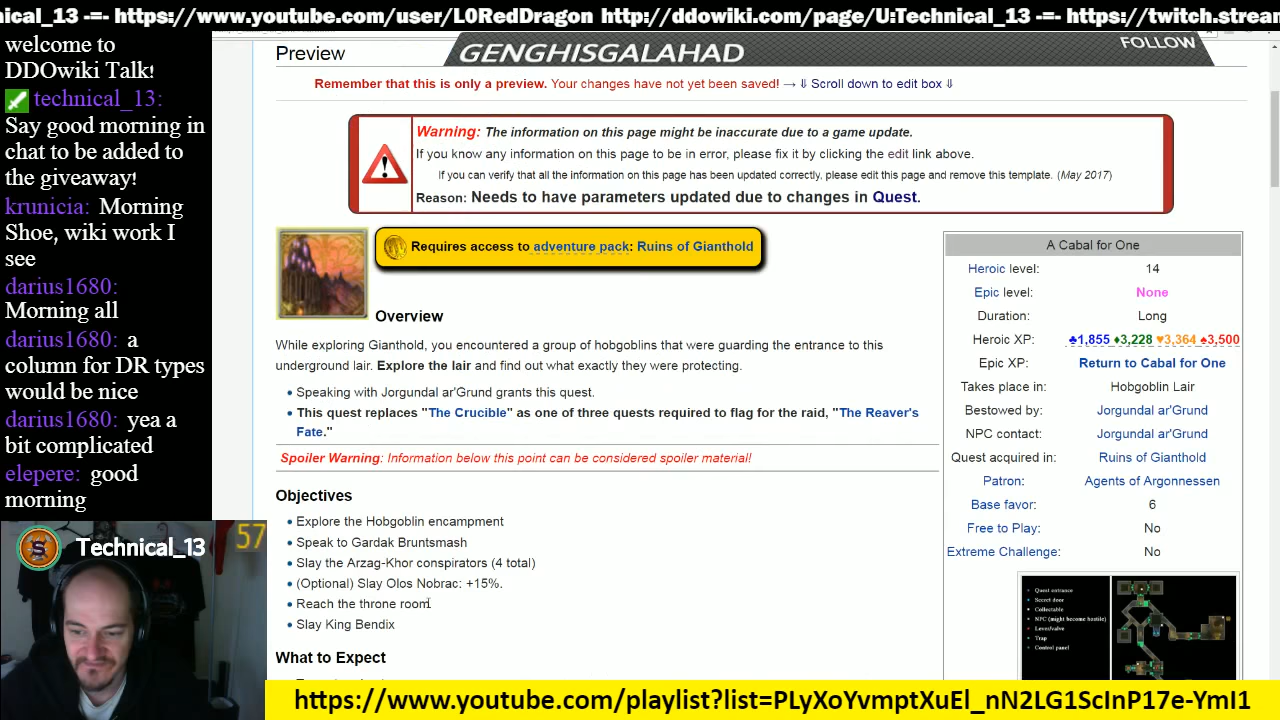 ical_13 -=- https://www.youtube.com/user/L0RedDragon http://ddowiki.com/page/U:Technical_13 -=- https://twitch.strean
welcome to
DDOwiki Talk!
technical_13:
Say good morning in
chat to be added to
the giveaway!
krunicia: Morning
Shoe, wiki work I
see
darius1680:
Morning all
darius1680: a
column for DR types
would be nice
darius1680: yea a
bit complicated
elepere: good
morning
Technical_13
57
Preview
GENGHISGALAHAD
FOLLOW
Remember that this is only a preview. Your changes have not yet been saved! → ⇓ Scroll down to edit box ⇓
Warning: The information on this page might be inaccurate due to a game update.
If you know any information on this page to be in error, please fix it by clicking the edit link above.
If you can verify that all the information on this page has been updated correctly, please edit this page and remove this template. (May 2017)
Reason: Needs to have parameters updated due to changes in Quest.
Requires access to adventure pack: Ruins of Gianthold
Overview
While exploring Gianthold, you encountered a group of hobgoblins that were guarding the entrance to this
underground lair. Explore the lair and find out what exactly they were protecting.
• Speaking with Jorgundal ar'Grund grants this quest.
• This quest replaces "The Crucible" as one of three quests required to flag for the raid, "The Reaver's
Fate."
Spoiler Warning: Information below this point can be considered spoiler material!
Objectives
• Explore the Hobgoblin encampment
• Speak to Gardak Bruntsmash
• Slay the Arzag-Khor conspirators (4 total)
• (Optional) Slay Olos Nobrac: +15%.
• Reach the throne room
• Slay King Bendix
What to Expect
A Cabal for One
Heroic level: 14
Epic level: None
Duration: Long
Heroic XP: ♣1,855 ♦3,228 ♥3,364 ♠3,500
Epic XP: Return to Cabal for One
Takes place in: Hobgoblin Lair
Bestowed by: Jorgundal ar'Grund
NPC contact: Jorgundal ar'Grund
Quest acquired in: Ruins of Gianthold
Patron: Agents of Argonnessen
Base favor: 6
Free to Play: No
Extreme Challenge: No
Quest entrance
Secret door
Collectable
NPC (might become hostile)
Lever/valve
Trap
Control panel
https://www.youtube.com/playlist?list=PLyXoYvmptXuEl_nN2LG1ScInP17e-YmI1